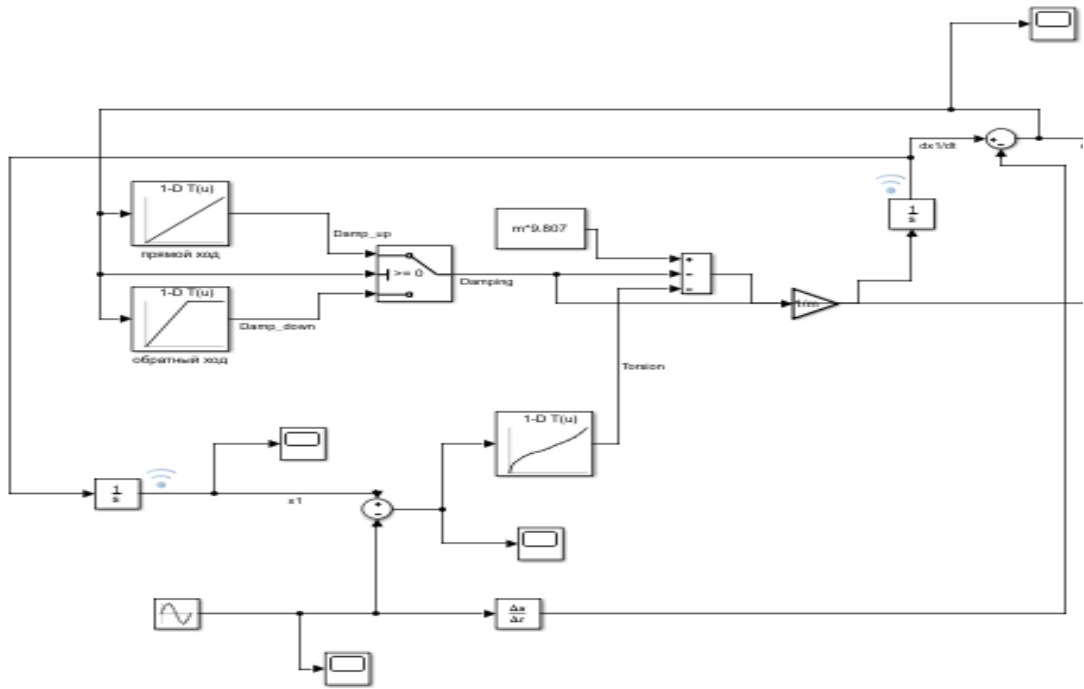 dx1/dt
1-D T(u)
прямой ход
Damp_up
m*9.807
1
s
>= 0
Damping
1-D T(u)
Damp_down
обратный ход
1/m
Torsion
1-D T(u)
1
s
x1
Δx
Δt